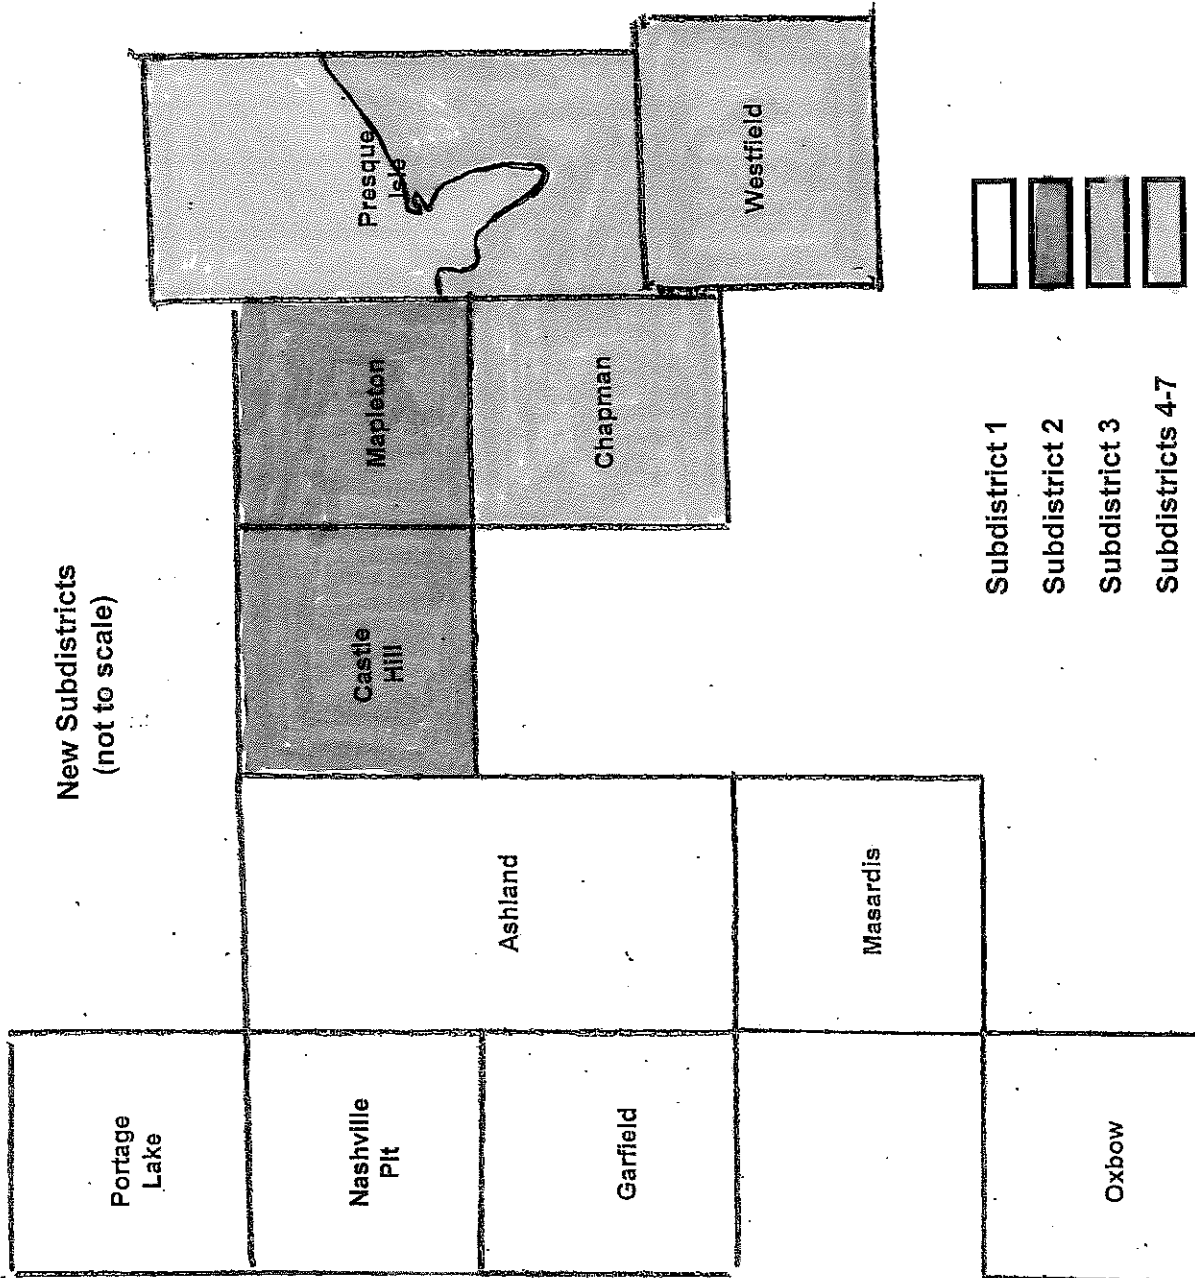 New Subdistricts
(not to scale)
Portage
Lake
Nashville
Plt
Garfield
Oxbow
Ashland
Masardis
Castle
Hill
Mapleton
Chapman
Presque
Isle
Westfield
Subdistrict 1
Subdistrict 2
Subdistrict 3
Subdistricts 4-7